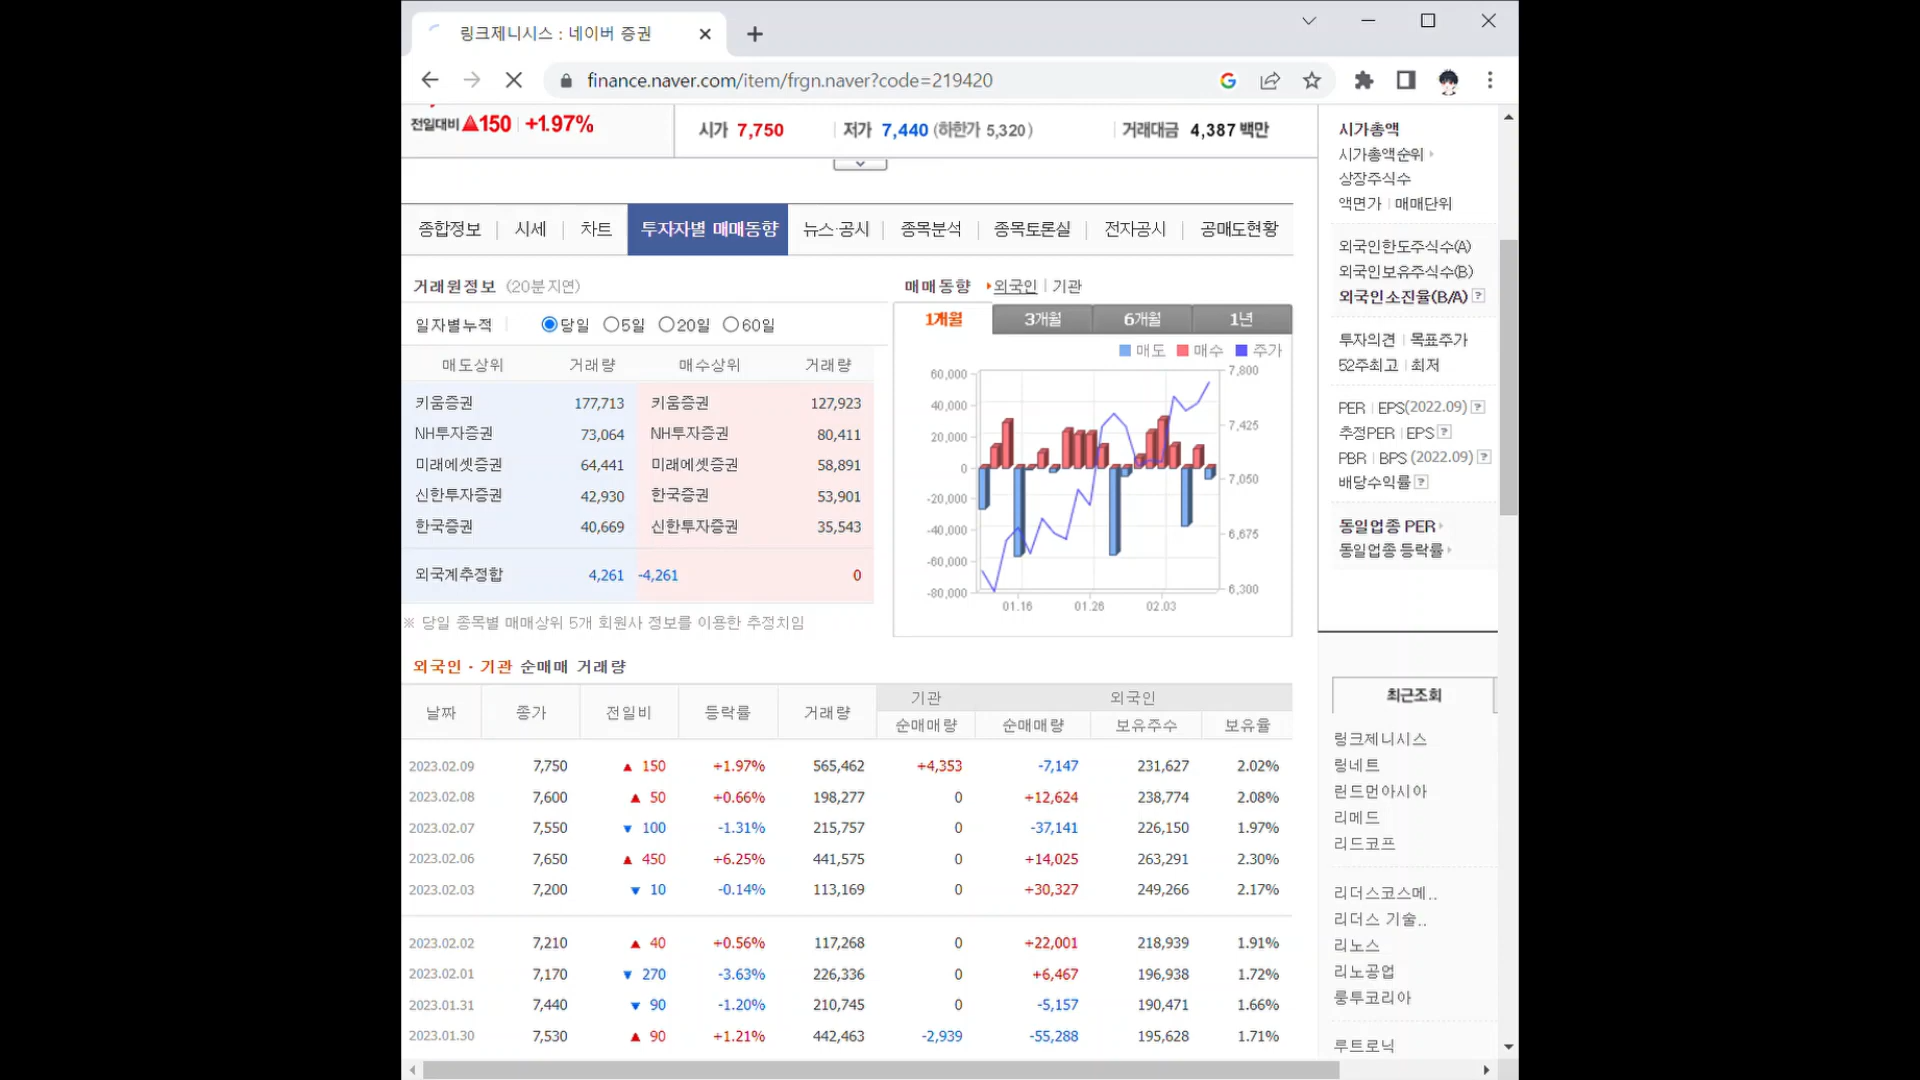 링크제니시스 : 네이버 증권
finance.naver.com/item/frgn.naver?code=219420
전일대비 ▲150 +1.97%
시가 7,750
저가 7,440 (하한가 5,320)
거래대금 4,387 백만
종합정보 시세 차트 투자자별 매매동향 뉴스·공시 종목분석 종목토론실 전자공시 공매도현황
거래원정보 (20분지연)
일자별누적 당일 5일 20일 60일
매도상위 거래량 매수상위 거래량
키움증권 177,713 키움증권 127,923
NH투자증권 73,064 NH투자증권 80,411
미래에셋증권 64,441 미래에셋증권 58,891
신한투자증권 42,930 한국증권 53,901
한국증권 40,669 신한투자증권 35,543
외국계추정합 4,261 -4,261 0
※ 당일 종목별 매매상위 5개 회원사 정보를 이용한 추정치임
매매동향 외국인 기관
1개월 3개월 6개월 1년
매도 매수 주가
60,000 7,800
40,000 7,425
20,000
0 7,050
-20,000
-40,000 6,675
-60,000
-80,000 6,300
01.16 01.26 02.03
외국인 · 기관 순매매 거래량
날짜 종가 전일비 등락률 거래량 기관 외국인
순매매량 순매매량 보유주수 보유율
2023.02.09 7,750 ▲ 150 +1.97% 565,462 +4,353 -7,147 231,627 2.02%
2023.02.08 7,600 ▲ 50 +0.66% 198,277 0 +12,624 238,774 2.08%
2023.02.07 7,550 ▼ 100 -1.31% 215,757 0 -37,141 226,150 1.97%
2023.02.06 7,650 ▲ 450 +6.25% 441,575 0 +14,025 263,291 2.30%
2023.02.03 7,200 ▼ 10 -0.14% 113,169 0 +30,327 249,266 2.17%
2023.02.02 7,210 ▲ 40 +0.56% 117,268 0 +22,001 218,939 1.91%
2023.02.01 7,170 ▼ 270 -3.63% 226,336 0 +6,467 196,938 1.72%
2023.01.31 7,440 ▼ 90 -1.20% 210,745 0 -5,157 190,471 1.66%
2023.01.30 7,530 ▲ 90 +1.21% 442,463 -2,939 -55,288 195,628 1.71%
시가총액
시가총액순위
상장주식수
액면가 매매단위
외국인한도주식수(A)
외국인보유주식수(B)
외국인소진율(B/A) ?
투자의견 목표주가
52주최고 최저
PER EPS(2022.09) ?
추정PER EPS ?
PBR BPS (2022.09) ?
배당수익률 ?
동일업종 PER
동일업종 등락률
최근조회
링크제니시스
링네트
린드먼아시아
리메드
리드코프
리더스코스메..
리더스 기술..
리노스
리노공업
룽투코리아
루트로닉